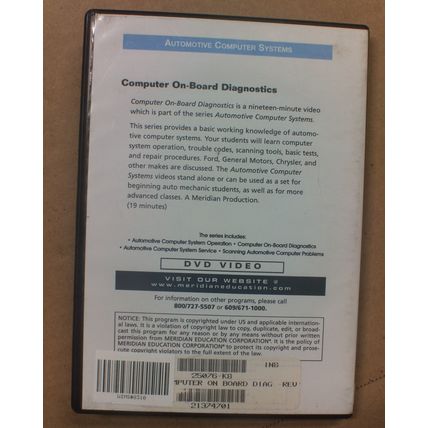 AUTOMOTIVE COMPUTER SYSTEMS
Computer On-Board Diagnostics
Computer On-Board Diagnostics is a nineteen-minute video
which is part of the series Automotive Computer Systems.
This series provides a basic working knowledge of automo-
tive computer systems. Your students will learn computer
system operation, trouble codes, scanning tools, basic tests,
and repair procedures. Ford, General Motors, Chrysler, and
other makes are discussed. The Automotive Computer
Systems videos stand alone or can be used as a set for
beginning auto mechanic students, as well as for more
advanced classes. A Meridian Production.
(19 minutes)
The series includes:
• Automotive Computer System Operation • Computer On-Board Diagnostics
• Automotive Computer System Service • Scanning Automotive Computer Problems
DVD VIDEO
VISIT OUR WEBSITE @
www.meridianeducation.com
For information on other programs, please call
800/727-5507 or 609/671-1000.
NOTICE: This program is copyrighted under US and applicable internation-
al laws. It is a violation of copyright law to copy, duplicate, edit, or broad-
cast this program for any reason or by any means without prior written
permission from MERIDIAN EDUCATION CORPORATION®. It is the policy of
MERIDIAN EDUCATION CORPORATION® to protect its copyright and prose-
cute copyright violators to the full extent of the law.
25076-KB
MPUTER ON BOARD DIAG -REV
21374701